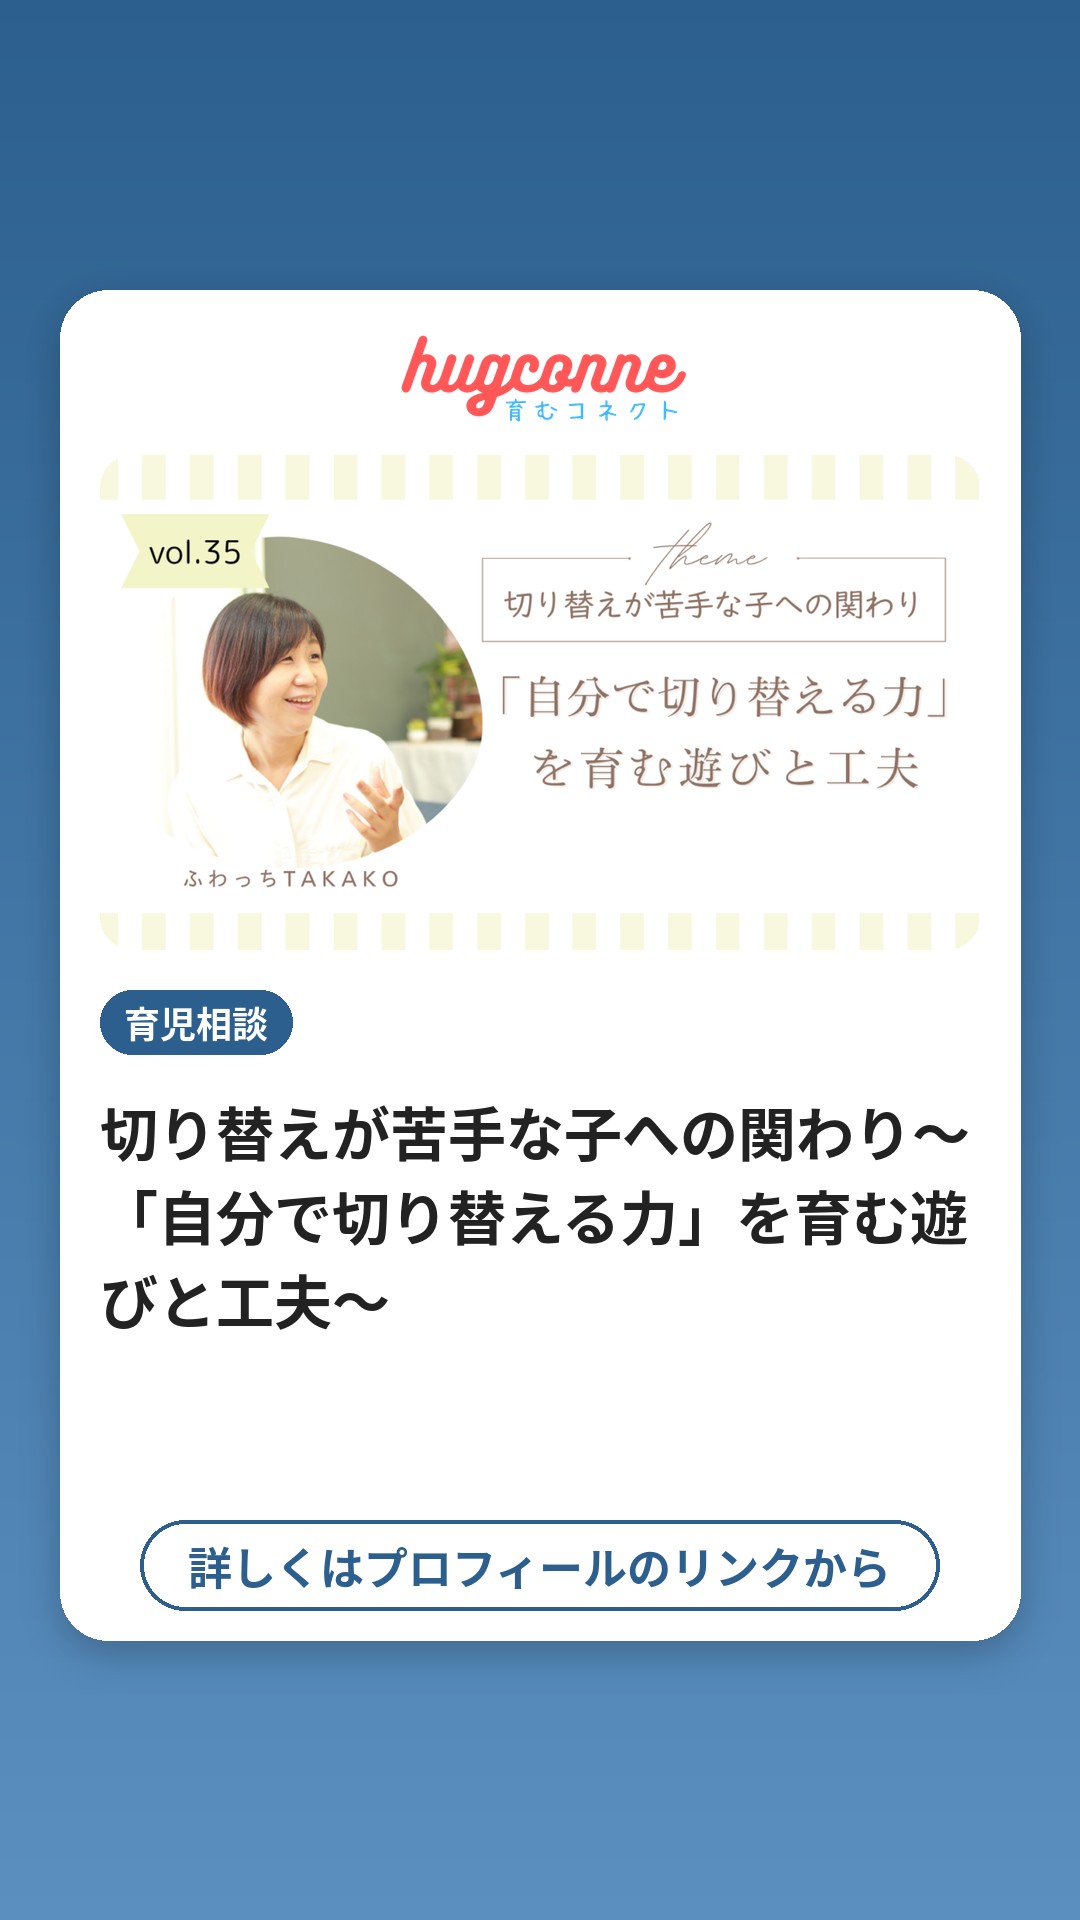 hugconne
育むコネクト
vol.35
theme
切り替えが苦手な子への関わり
「自分で切り替える力」
を育む遊びと工夫
ふわっちTAKAKO
育児相談
切り替えが苦手な子への関わり～
「自分で切り替える力」を育む遊
びと工夫～
詳しくはプロフィールのリンクから